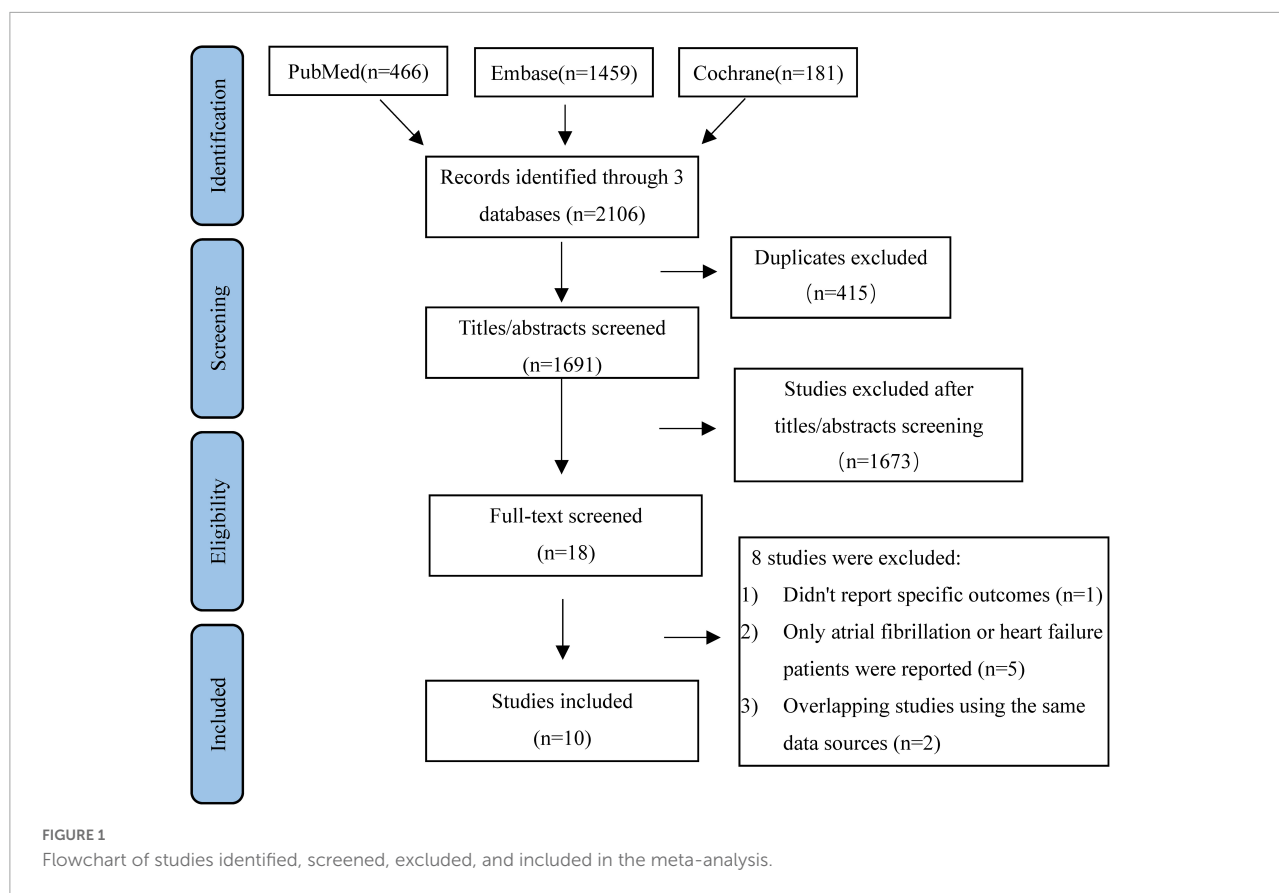 Identification
PubMed(n=466)
Embase(n=1459)
Cochrane(n=181)
Records identified through 3
databases (n=2106)
Screening
Duplicates excluded
（n=415）
Titles/abstracts screened
(n=1691)
Studies excluded after
titles/abstracts screening
（n=1673）
Eligibility
Full-text screened
(n=18)
8 studies were excluded:
1) Didn't report specific outcomes (n=1)
2) Only atrial fibrillation or heart failure
patients were reported (n=5)
3) Overlapping studies using the same
data sources (n=2)
Included
Studies included
(n=10)
FIGURE 1
Flowchart of studies identified, screened, excluded, and included in the meta-analysis.